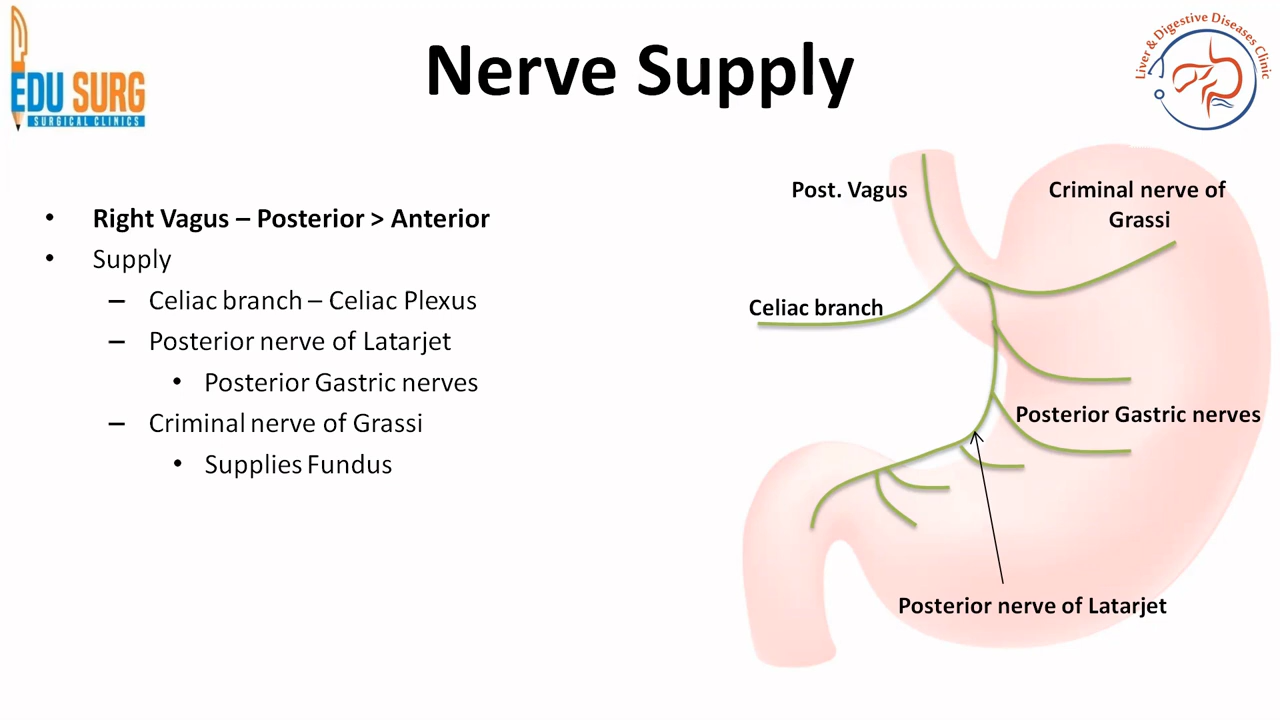 Nerve Supply
EDU SURG
SURGICAL CLINICS
Liver & Digestive Diseases Clinic
• Right Vagus – Posterior > Anterior
• Supply
– Celiac branch – Celiac Plexus
– Posterior nerve of Latarjet
• Posterior Gastric nerves
– Criminal nerve of Grassi
• Supplies Fundus
Post. Vagus
Criminal nerve of
Grassi
Celiac branch
Posterior Gastric nerves
Posterior nerve of Latarjet